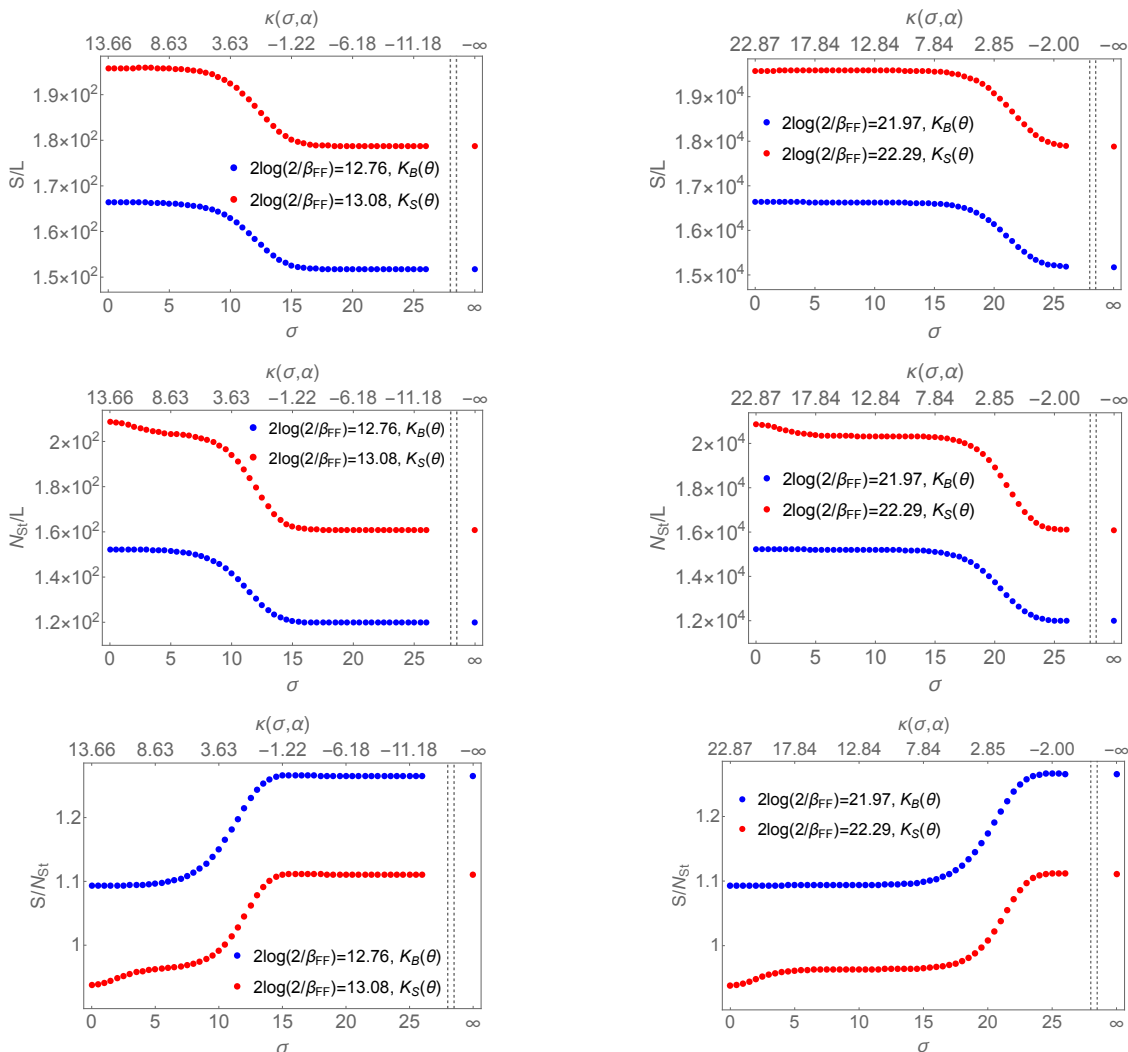 κ(σ,α)
13.66 8.63 3.63 −1.22 −6.18 −11.18 −∞
S/L
1.9×10²
1.8×10²
1.7×10²
1.6×10²
1.5×10²
2log(2/β_FF)=12.76, K_B(θ)
2log(2/β_FF)=13.08, K_S(θ)
0 5 10 15 20 25 ∞
σ
κ(σ,α)
22.87 17.84 12.84 7.84 2.85 −2.00 −∞
S/L
1.9×10⁴
1.8×10⁴
1.7×10⁴
1.6×10⁴
1.5×10⁴
2log(2/β_FF)=21.97, K_B(θ)
2log(2/β_FF)=22.29, K_S(θ)
0 5 10 15 20 25 ∞
σ
κ(σ,α)
13.66 8.63 3.63 −1.22 −6.18 −11.18 −∞
N_St/L
2×10²
1.8×10²
1.6×10²
1.4×10²
1.2×10²
2log(2/β_FF)=12.76, K_B(θ)
2log(2/β_FF)=13.08, K_S(θ)
0 5 10 15 20 25 ∞
σ
κ(σ,α)
22.87 17.84 12.84 7.84 2.85 −2.00 −∞
N_St/L
2×10⁴
1.8×10⁴
1.6×10⁴
1.4×10⁴
1.2×10⁴
2log(2/β_FF)=21.97, K_B(θ)
2log(2/β_FF)=22.29, K_S(θ)
0 5 10 15 20 25 ∞
σ
κ(σ,α)
13.66 8.63 3.63 −1.22 −6.18 −11.18 −∞
S/N_St
1.2
1.1
1
2log(2/β_FF)=12.76, K_B(θ)
2log(2/β_FF)=13.08, K_S(θ)
0 5 10 15 20 25 ∞
σ
κ(σ,α)
22.87 17.84 12.84 7.84 2.85 −2.00 −∞
S/N_St
1.2
1.1
1
2log(2/β_FF)=21.97, K_B(θ)
2log(2/β_FF)=22.29, K_S(θ)
0 5 10 15 20 25 ∞
σ